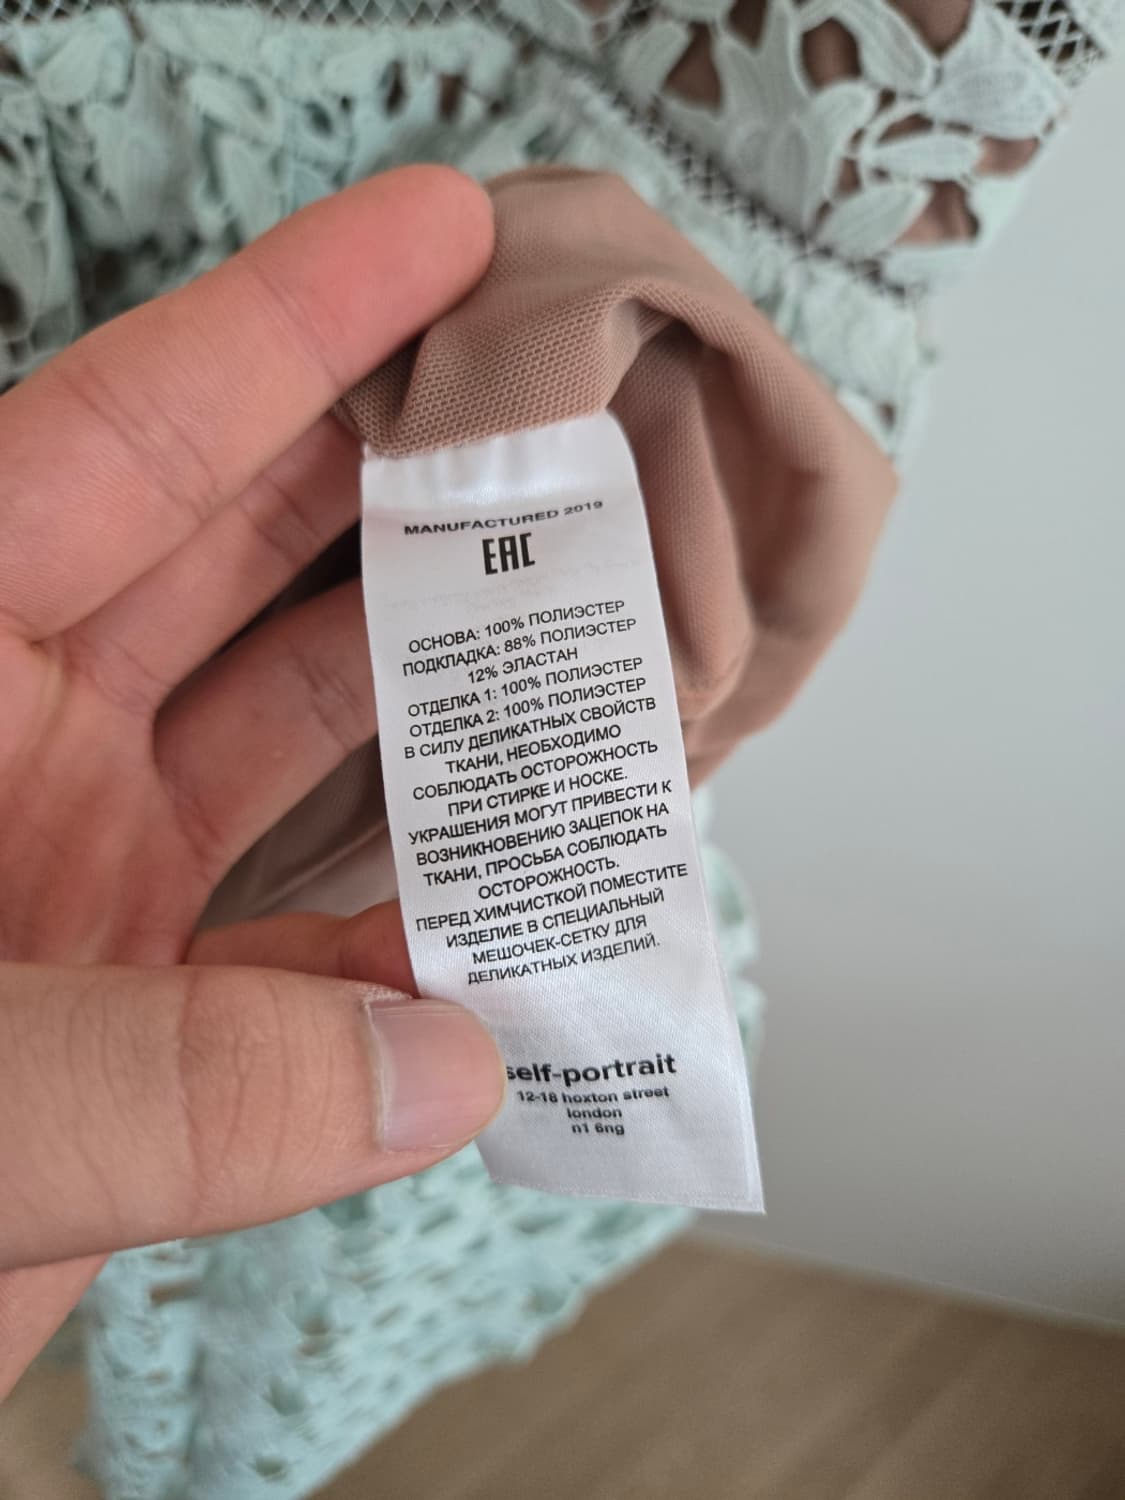 MANUFACTURED 2019
EAC
ОСНОВА: 100% ПОЛИЭСТЕР
ПОДКЛАДКА: 88% ПОЛИЭСТЕР
12% ЭЛАСТАН
ОТДЕЛКА 1: 100% ПОЛИЭСТЕР
ОТДЕЛКА 2: 100% ПОЛИЭСТЕР
В СИЛУ ДЕЛИКАТНЫХ СВОЙСТВ
ТКАНИ, НЕОБХОДИМО
СОБЛЮДАТЬ ОСТОРОЖНОСТЬ
ПРИ СТИРКЕ И НОСКЕ.
УКРАШЕНИЯ МОГУТ ПРИВЕСТИ К
ВОЗНИКНОВЕНИЮ ЗАЦЕПОК НА
ТКАНИ, ПРОСЬБА СОБЛЮДАТЬ
ОСТОРОЖНОСТЬ.
ПЕРЕД ХИМЧИСТКОЙ ПОМЕСТИТЕ
ИЗДЕЛИЕ В СПЕЦИАЛЬНЫЙ
МЕШОЧЕК-СЕТКУ ДЛЯ
ДЕЛИКАТНЫХ ИЗДЕЛИЙ.
self-portrait
12-18 hoxton street
london
n1 6ng